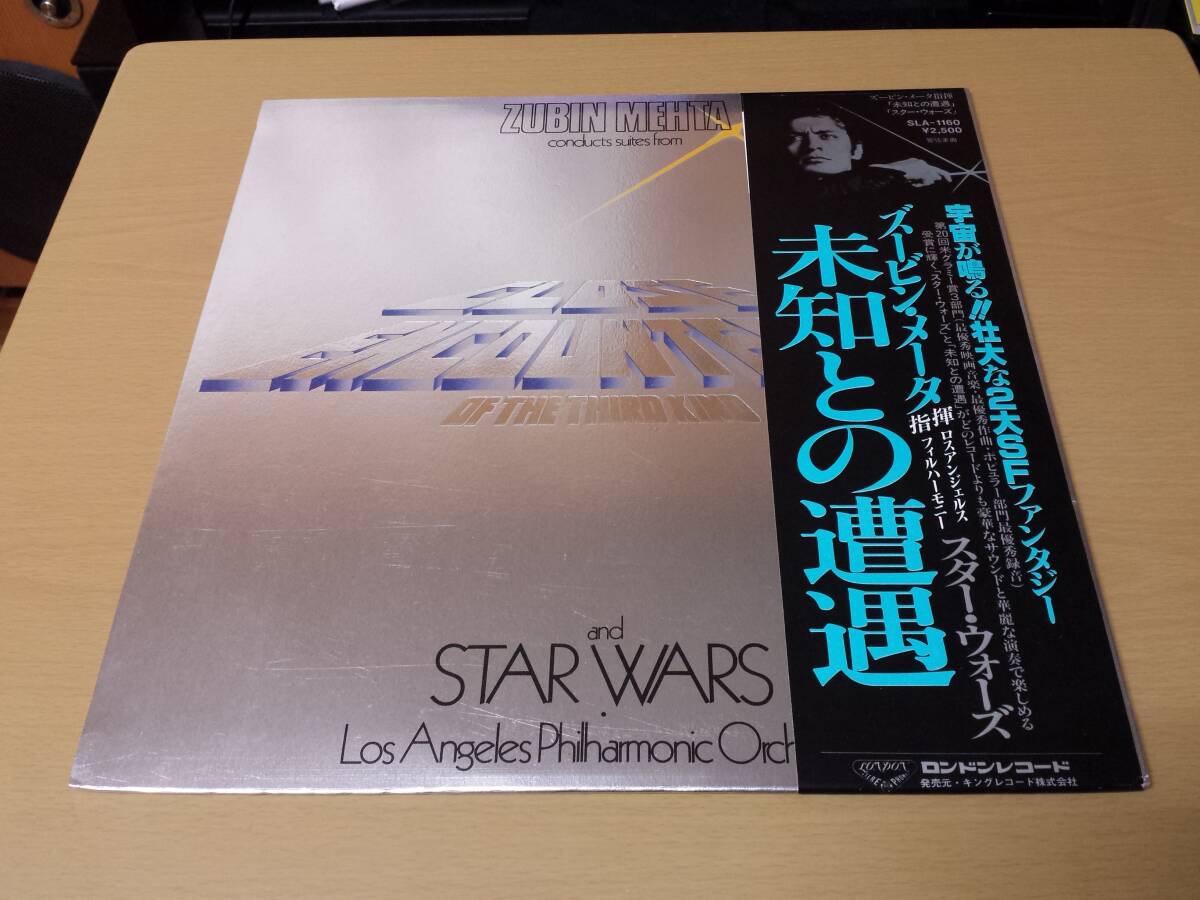 ZUBIN MEHTA
conducts suites from
CLOSE
ENCOUNTE
OF THE THIRD KIND
and
STAR WARS
Los Angeles Philharmonic Orch
ズービン・メータ指揮
「未知との遭遇」
「スター・ウォーズ」
SLA-1160
¥2,500
管弦楽曲
宇宙が鳴る!!壮大な2大SFファンタジー
第20回米グラミー賞3部門(最優秀映画音楽・最優秀作曲・ポピュラー部門最優秀録音)
受賞に輝く「スター・ウォーズ」と「未知との遭遇」がどのレコードよりも豪華なサウンドと華麗な演奏で楽しめる
ズービン・メータ指揮
ロスアンジェルス
フィルハーモニー
スター・ウォーズ
未知との遭遇
LONDON
ロンドンレコード
発売元・キングレコード株式会社